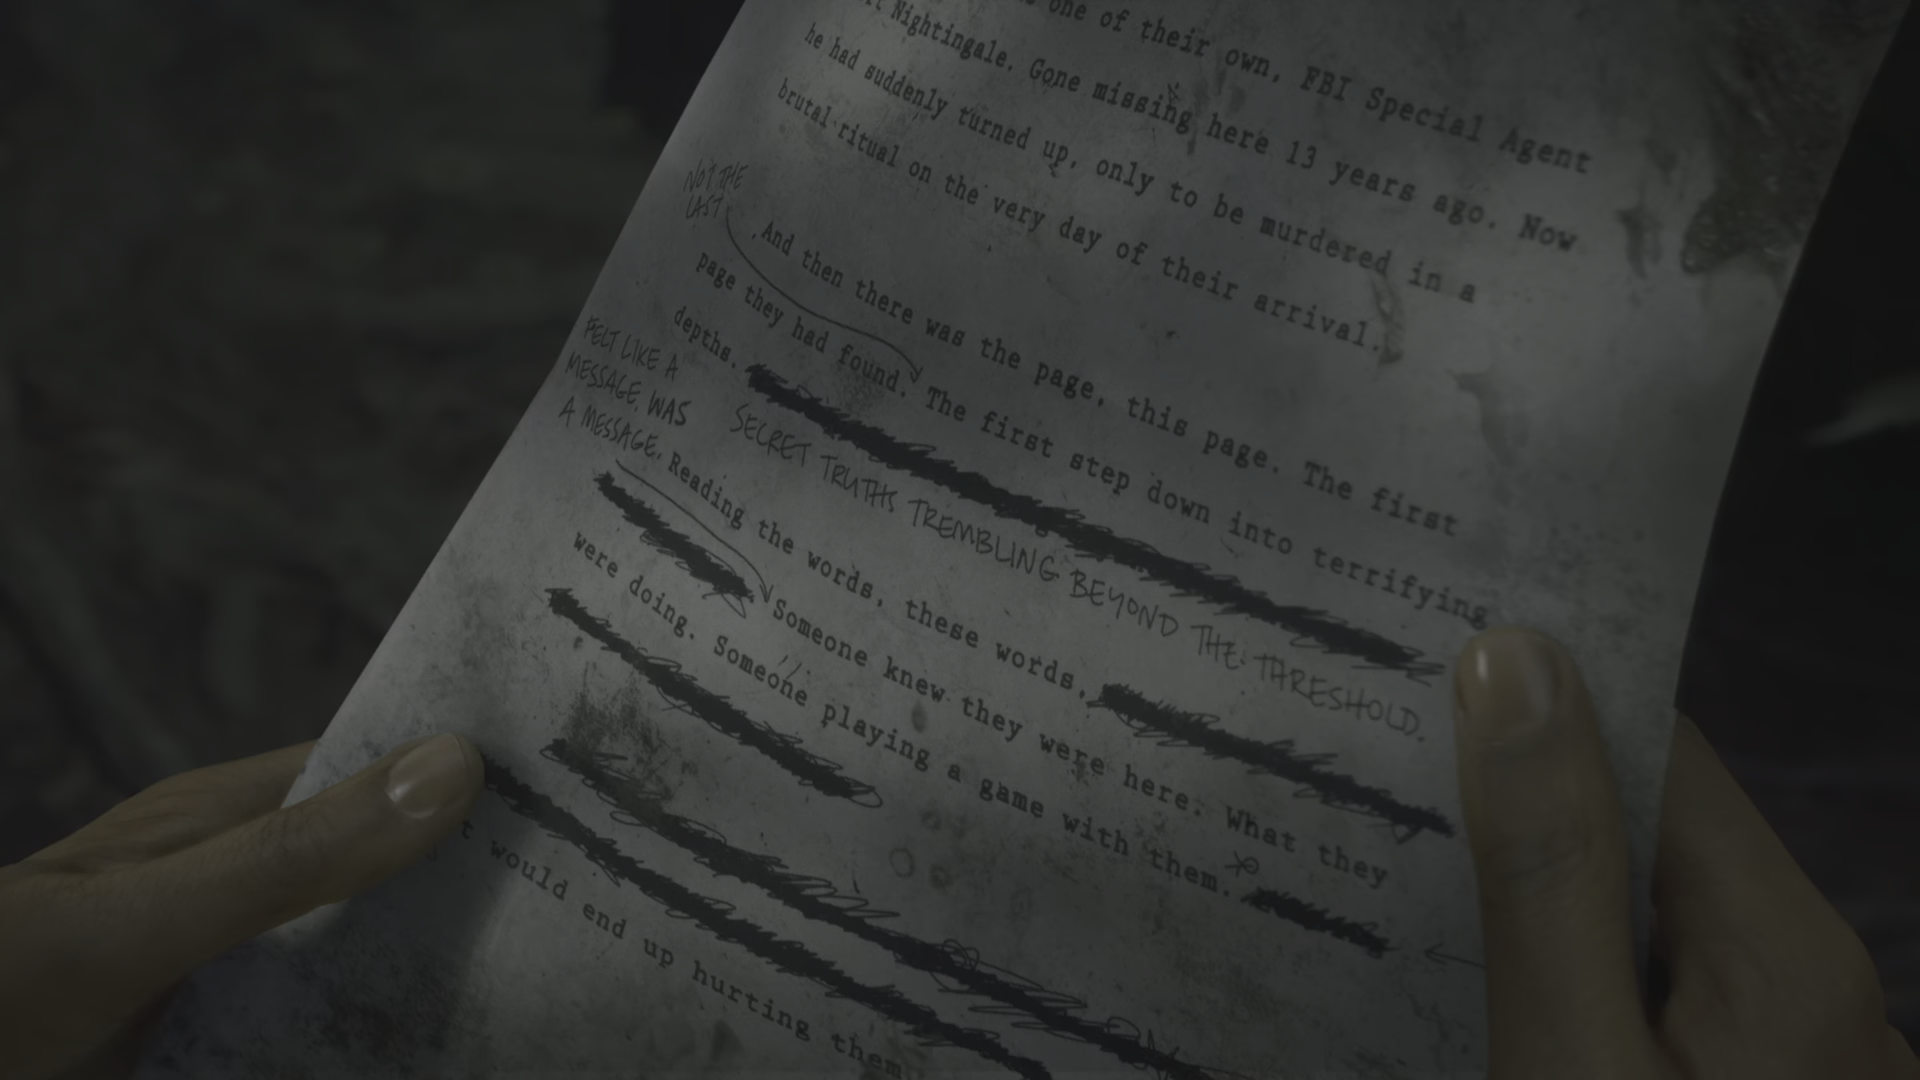 one of their own, FBI Special Agent
Nightingale. Gone missing here 13 years ago. Now
he had suddenly turned up, only to be murdered in a
brutal ritual on the very day of their arrival.
NOT THE
LAST
And then there was the page, this page. The first
page they had found. The first step down into terrifying
depths.
SECRET TRUTHS TREMBLING BEYOND THE THRESHOLD.
FELT LIKE A
MESSAGE. WAS
A MESSAGE.
Reading the words, these words,
Someone knew they were here. What they
were doing. Someone playing a game with them.
would end up hurting them